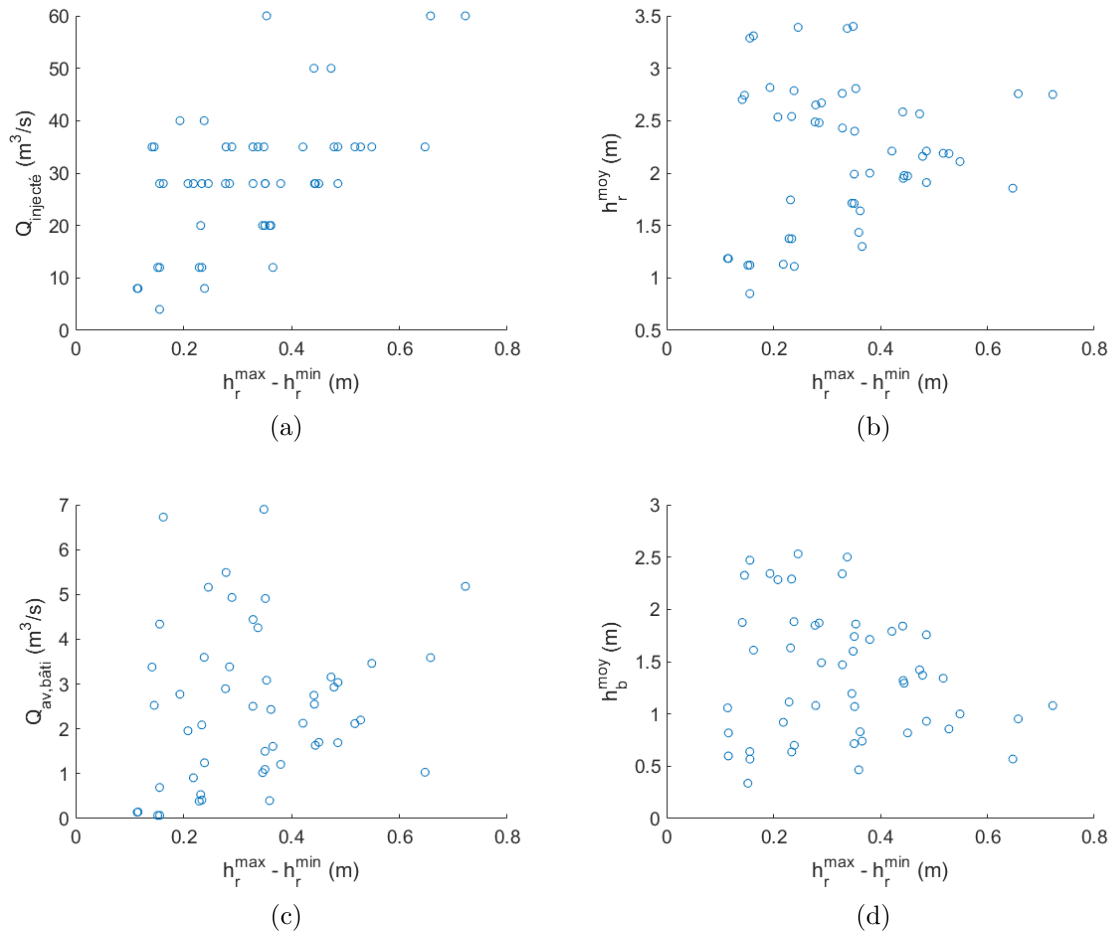 60
50
40
30
20
10
0
Q_injecté (m^3/s)
0 0.2 0.4 0.6 0.8
h_r^max - h_r^min (m)
(a)
3.5
3
2.5
2
1.5
1
0.5
h_r^moy (m)
0 0.2 0.4 0.6 0.8
h_r^max - h_r^min (m)
(b)
7
6
5
4
3
2
1
0
Q_av,bâti (m^3/s)
0 0.2 0.4 0.6 0.8
h_r^max - h_r^min (m)
(c)
3
2.5
2
1.5
1
0.5
0
h_b^moy (m)
0 0.2 0.4 0.6 0.8
h_r^max - h_r^min (m)
(d)